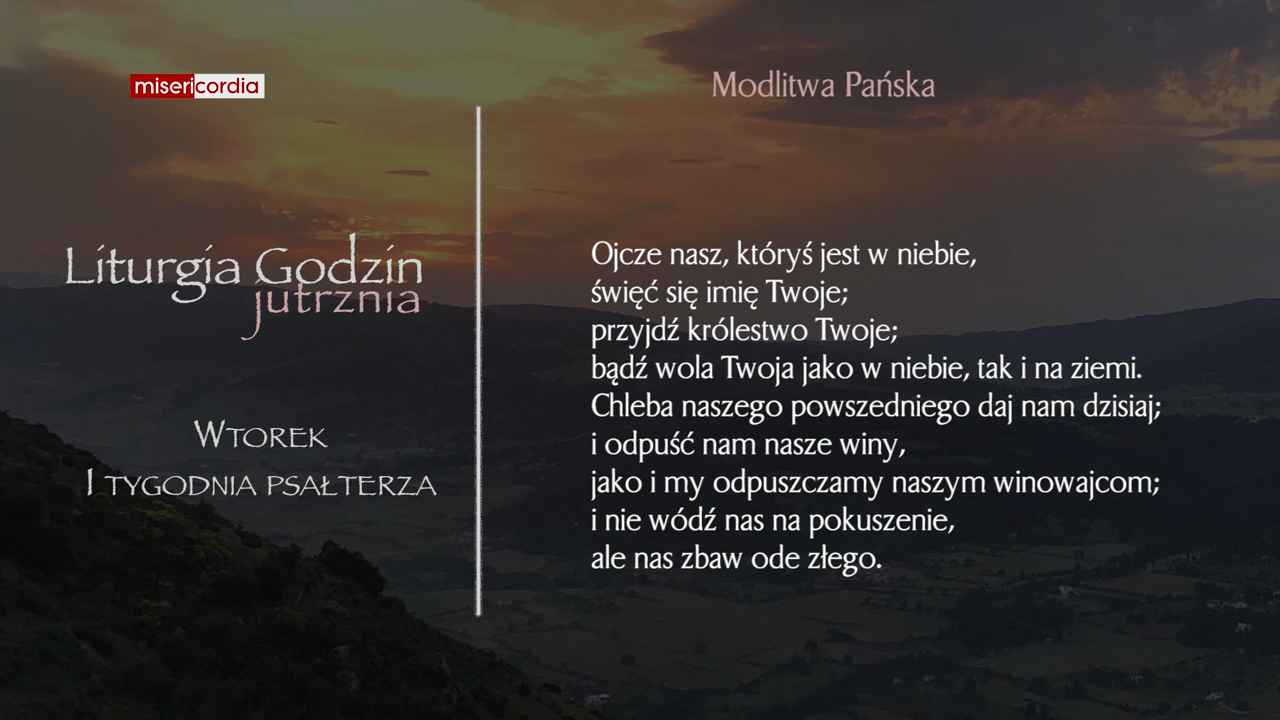 misericordia
Modlitwa Pańska
Liturgia Godzin
jutrznia
Wtorek
I tygodnia psałterza
Ojcze nasz, któryś jest w niebie,
święć się imię Twoje;
przyjdź królestwo Twoje;
bądź wola Twoja jako w niebie, tak i na ziemi.
Chleba naszego powszedniego daj nam dzisiaj;
i odpuść nam nasze winy,
jako i my odpuszczamy naszym winowajcom;
i nie wódź nas na pokuszenie,
ale nas zbaw ode złego.